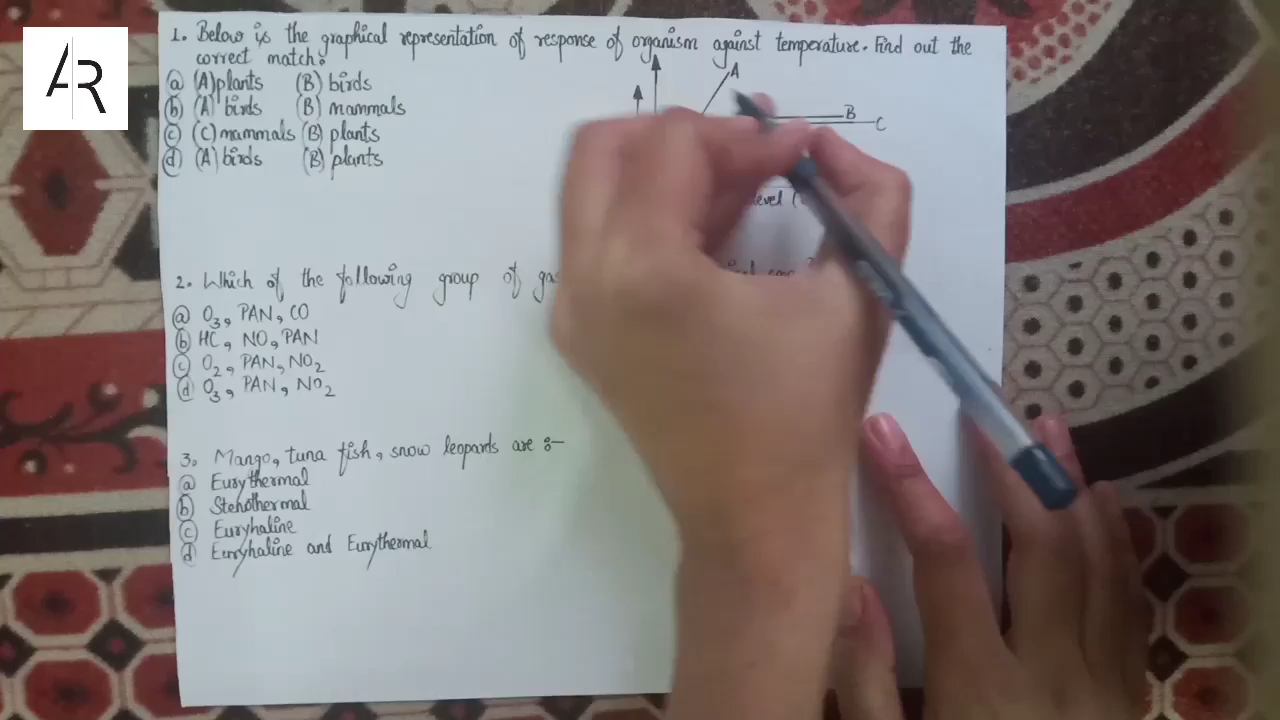 AR
1. Below is the graphical representation of response of organism against temperature. Find out the
correct match:
(a) (A) plants (B) birds
(b) (A) birds (B) mammals
(c) (C) mammals (B) plants
(d) (A) birds (B) plants
A
B
C
level (
2. Which of the following group of
(a) O3, PAN, CO
(b) HC, NO, PAN
(c) O2, PAN, NO2
(d) O3, PAN, NO2
3. Mango, tuna fish, snow leopards are :-
(a) Eurythermal
(b) Stenothermal
(c) Euryhaline
(d) Euryhaline and Eurythermal